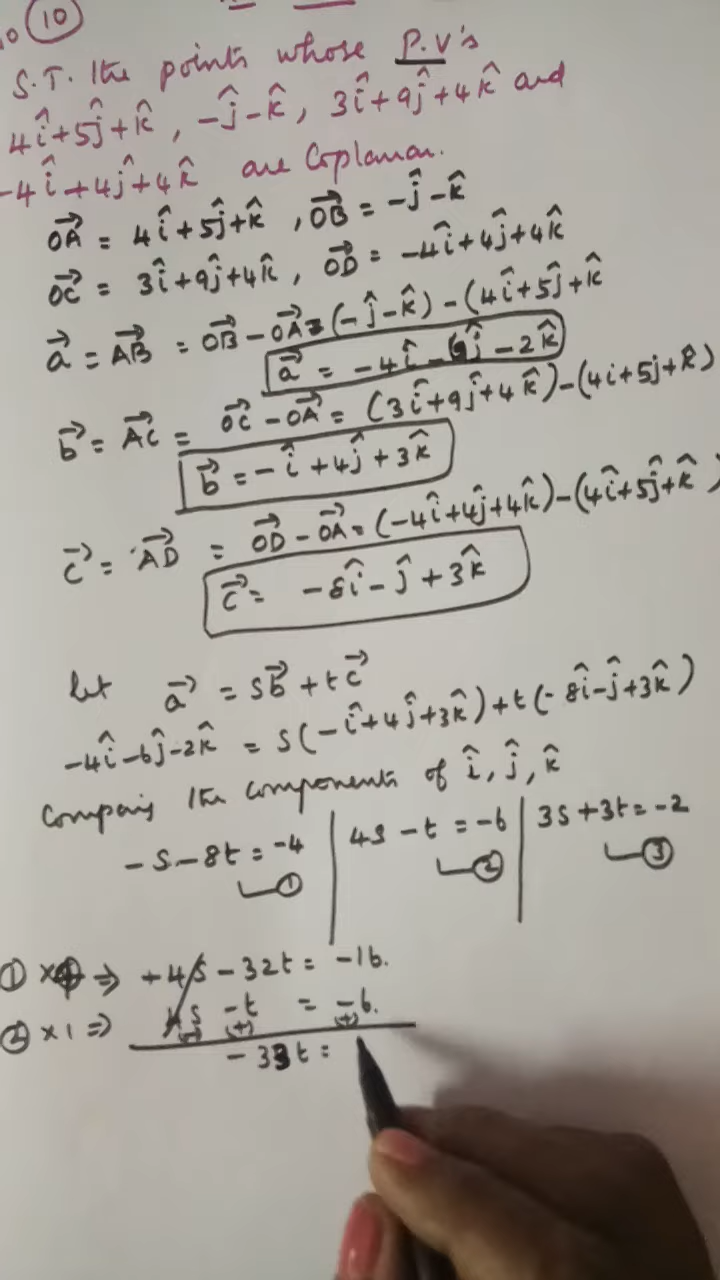 10
S.T. the points whose P.V's
4î+5ĵ+k̂, -ĵ-k̂, 3î+9ĵ+4k̂ and
-4î+4ĵ+4k̂ are Coplanar.
OA⃗ = 4î+5ĵ+k̂, OB⃗ = -ĵ-k̂
OC⃗ = 3î+9ĵ+4k̂, OD⃗ = -4î+4ĵ+4k̂
a⃗ = AB⃗ = OB⃗-OA⃗ = (-ĵ-k̂)-(4î+5ĵ+k̂
a⃗ = -4î-6ĵ-2k̂
b⃗ = AC⃗ = OC⃗-OA⃗ = (3î+9ĵ+4k̂)-(4i+5j+k̂)
b⃗ = -î+4ĵ+3k̂
c⃗ = AD⃗ = OD⃗-OA⃗ = (-4î+4ĵ+4k̂)-(4î+5ĵ+k̂)
c⃗ = -8î-ĵ+3k̂
let a⃗ = sb⃗+tc⃗
-4î-6ĵ-2k̂ = s(-î+4ĵ+3k̂)+t(-8î-ĵ+3k̂)
Comparing the components of î, ĵ, k̂
-s-8t=-4 | 4s-t=-6 | 3s+3t=-2
① ② ③
① ×4 ⇒ +4s-32t = -16.
② ×1 ⇒ 4s -t = -6.
(-) (+) (+)
-33t =